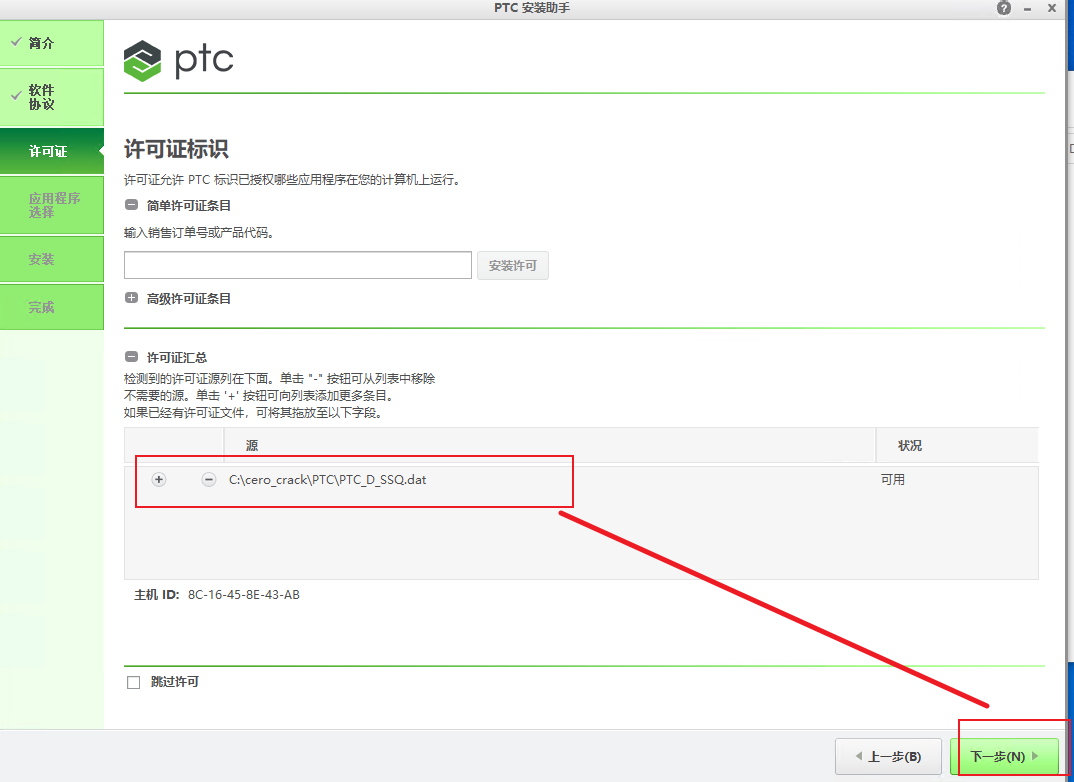 PTC 安装助手
简介
软件
协议
许可证
应用程序
选择
安装
完成
ptc
许可证标识
许可证允许 PTC 标识已授权哪些应用程序在您的计算机上运行。
简单许可证条目
输入销售订单号或产品代码。
安装许可
高级许可证条目
许可证汇总
检测到的许可证源列在下面。单击 "-" 按钮可从列表中移除
不需要的源。单击 '+' 按钮可向列表添加更多条目。
如果已经有许可证文件，可将其拖放至以下字段。
源 状况
C:\cero_crack\PTC\PTC_D_SSQ.dat 可用
主机 ID: 8C-16-45-8E-43-AB
跳过许可
上一步(B) 下一步(N)